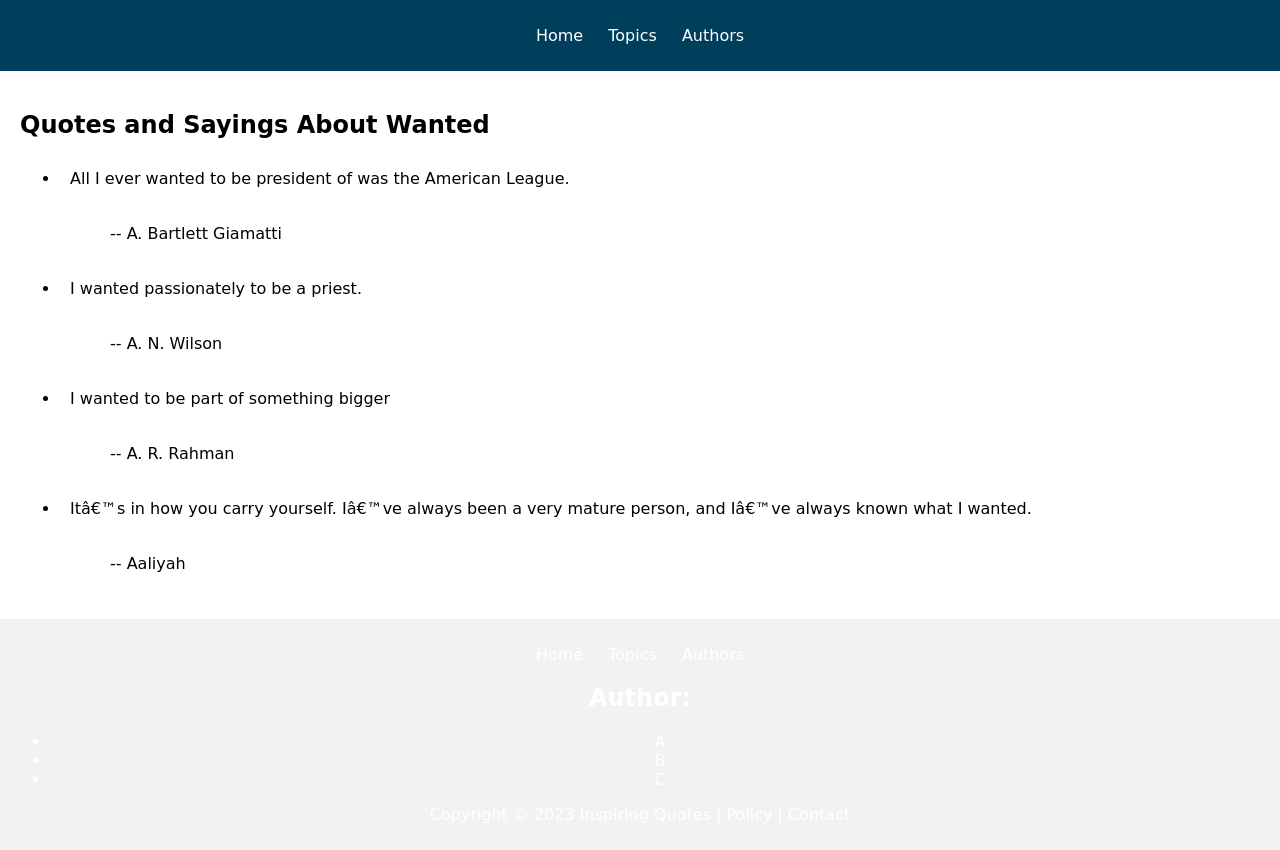 Home Topics Authors
Quotes and Sayings About Wanted
• All I ever wanted to be president of was the American League.
-- A. Bartlett Giamatti
• I wanted passionately to be a priest.
-- A. N. Wilson
• I wanted to be part of something bigger
-- A. R. Rahman
• Itâ€™s in how you carry yourself. Iâ€™ve always been a very mature person, and Iâ€™ve always known what I wanted.
-- Aaliyah
Home Topics Authors
Author:
• A
• B
• C
Copyright © 2023 Inspiring Quotes | Policy | Contact